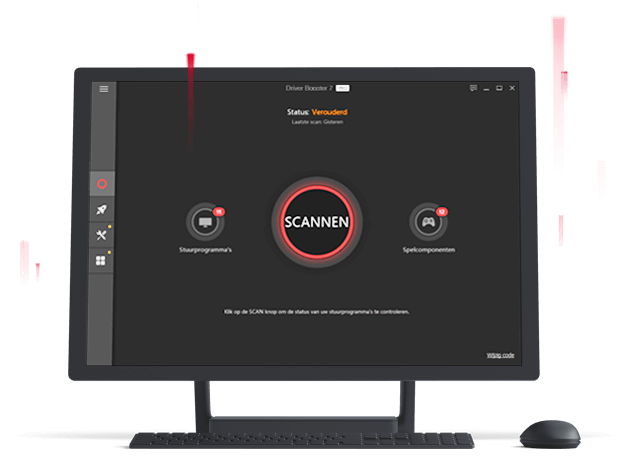 Driver Booster 7 PRO
Status: Verouderd
Laatste scan: Gisteren
11
SCANNEN
12
Stuurprogramma's
Spelcomponenten
Klik op de SCAN knop om de status van uw stuurprogramma's te controleren.
Wijzig code